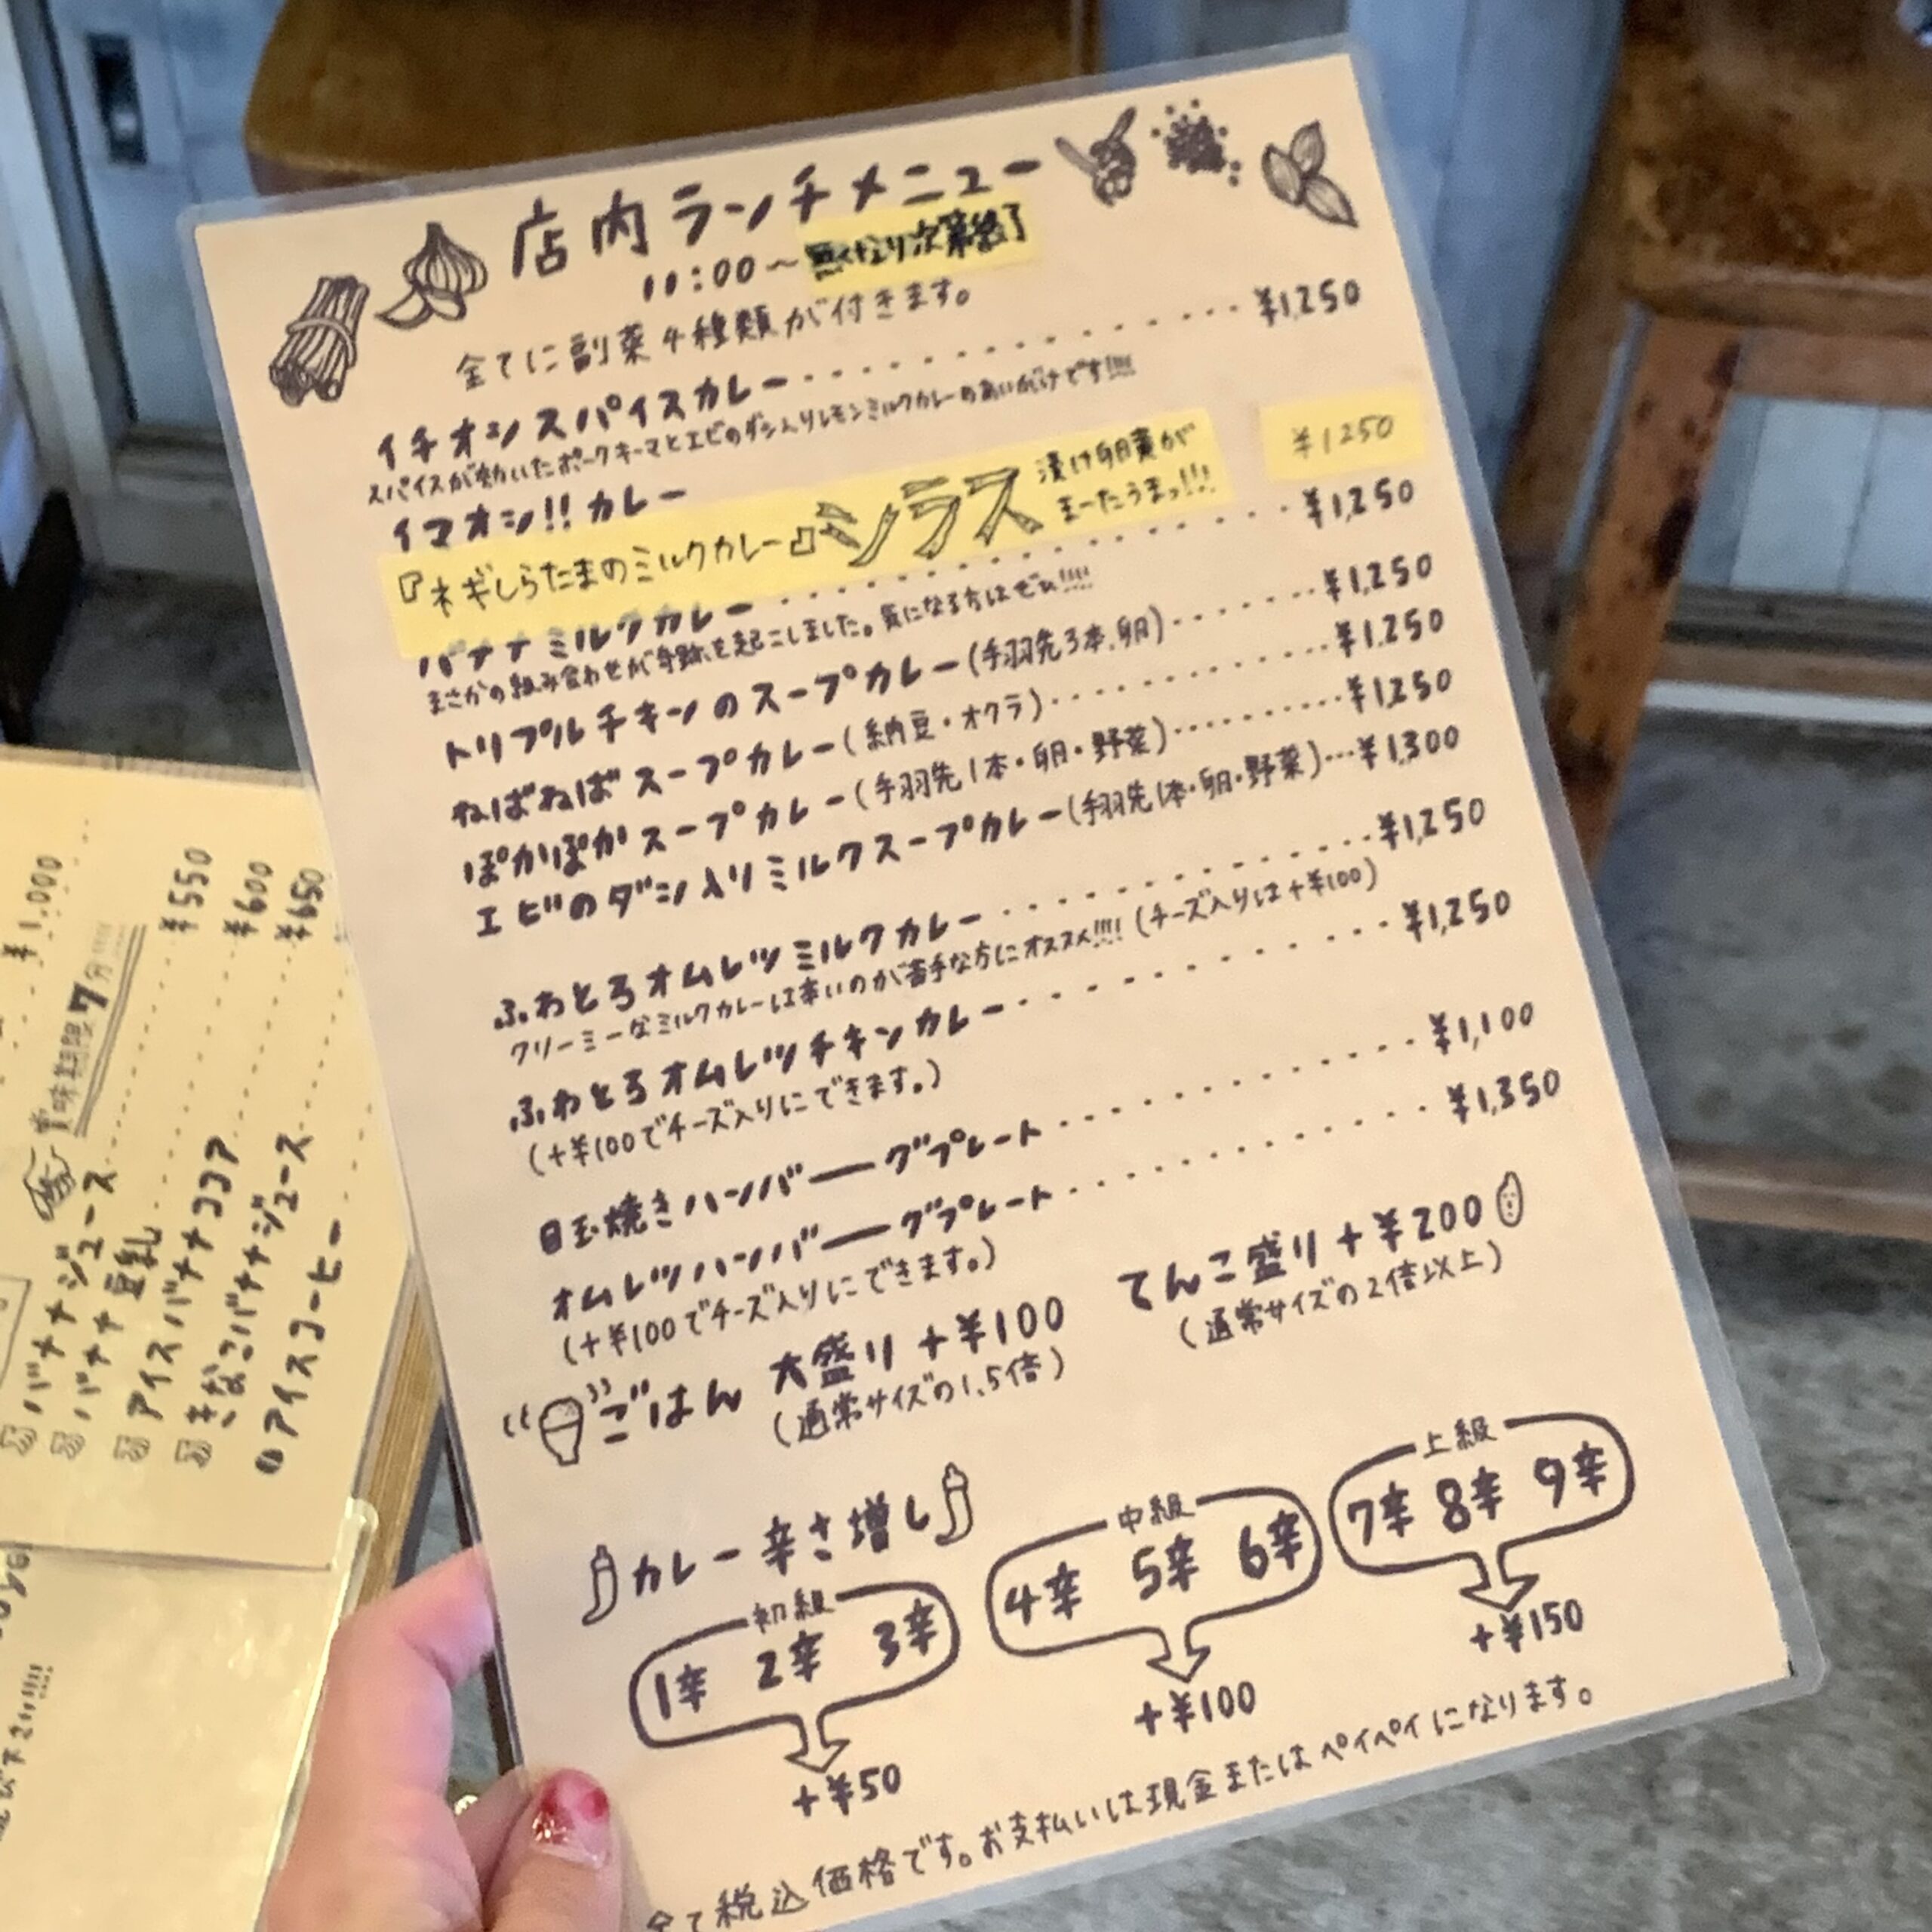 店内ランチメニュー
11:00〜無くなり次第終了
全てに副菜4種類が付きます。
イチオシスパイスカレー ¥1,250
スパイスが効いたポークキーマとエビのダシ入りレモンミルクカレーのあいがけです!!!!
イマオシ!!カレー
『ネギしらたまのミルクカレー』 シラス 漬け卵黄が ¥1250
まーたうまっ!!!
バナナミルクカレー ¥1,250
まさかの組み合わせが奇跡を起こしました。気になる方はぜひ!!!!
トリプルチキンのスープカレー(手羽先3本.卵) ¥1,250
ねばねばスープカレー(納豆・オクラ) ¥1,250
ぽかぽかスープカレー(手羽先1本・卵・野菜) ¥1,250
エビのダシ入りミルクスープカレー(手羽先1本・卵・野菜) ¥1,300
ふわとろオムレツミルクカレー ¥1,250
クリーミーなミルクカレーは辛いのが苦手な方にオススメ!!!!(チーズ入りは+¥100)
ふわとろオムレツチキンカレー ¥1,250
(+¥100でチーズ入りにできます。)
目玉焼きハンバーグプレート ¥1,100
オムレツハンバーグプレート ¥1,350
(+¥100でチーズ入りにできます。)
ごはん 大盛り+¥100 てんこ盛り+¥200
(通常サイズの1.5倍) (通常サイズの2倍以上)
カレー辛さ増し
初級
1辛 2辛 3辛
+¥50
中級
4辛 5辛 6辛
+¥100
上級
7辛 8辛 9辛
+¥150
全て税込価格です。お支払いは現金またはペイペイになります。
¥1,000
賞味期限7分!!!!
バナナジュース ¥550
バナナ豆乳 ¥600
アイスバナナココア ¥650
きなこバナナジュース
アイスコーヒー